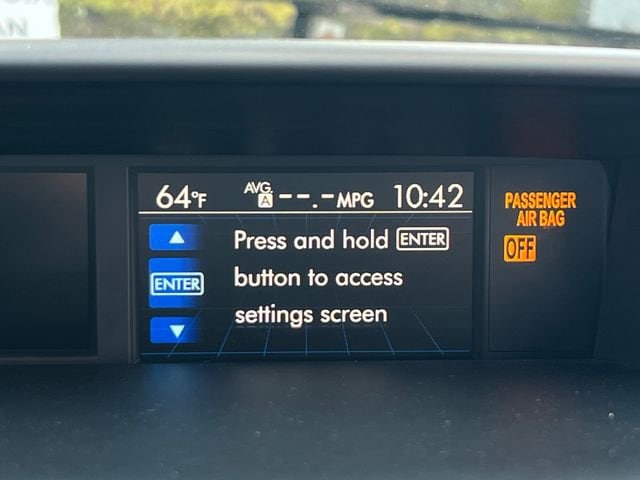 AN
64°F AVG. A --.- MPG 10:42
Press and hold ENTER
ENTER button to access
settings screen
PASSENGER
AIR BAG
OFF